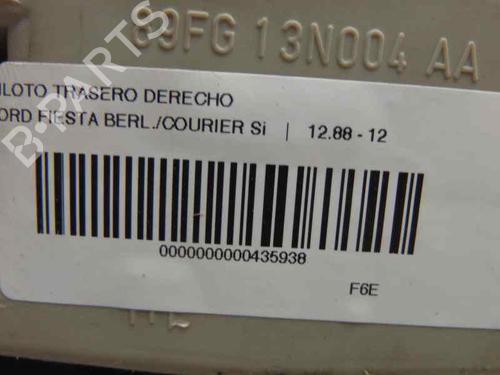 89FG 13N004 AA
ILOTO TRASERO DERECHO
ORD FIESTA BERL./COURIER Si | 12.88 - 12
0000000000435938
F6E
B-PARTS